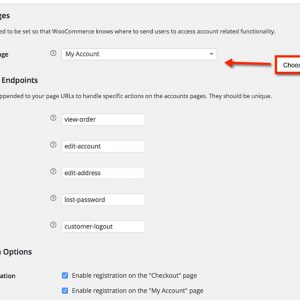 ges
ed to be set so that WooCommerce knows where to send users to access account related functionality.
age
My Account
Choos
Endpoints
appended to your page URLs to handle specific actions on the accounts pages. They should be unique.
view-order
edit-account
edit-address
lost-password
customer-logout
n Options
ration
Enable registration on the "Checkout" page
Enable registration on the "My Account" page